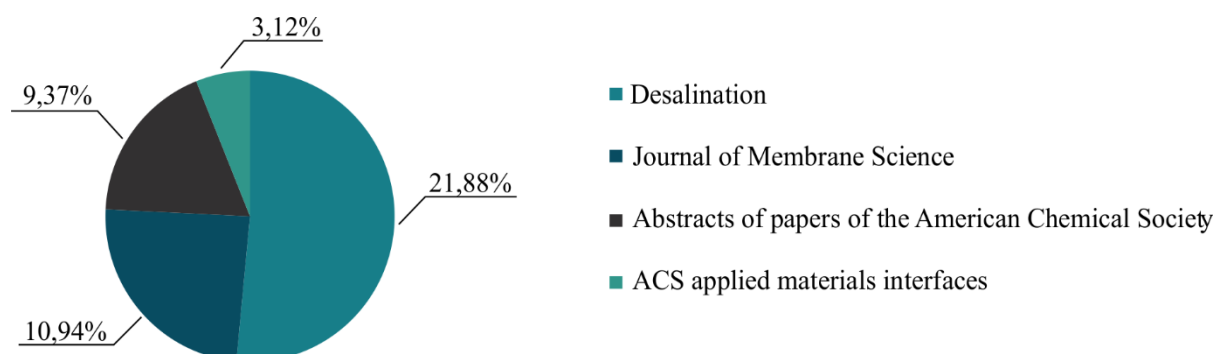 3,12%
9,37%
21,88%
10,94%
Desalination
Journal of Membrane Science
Abstracts of papers of the American Chemical Society
ACS applied materials interfaces